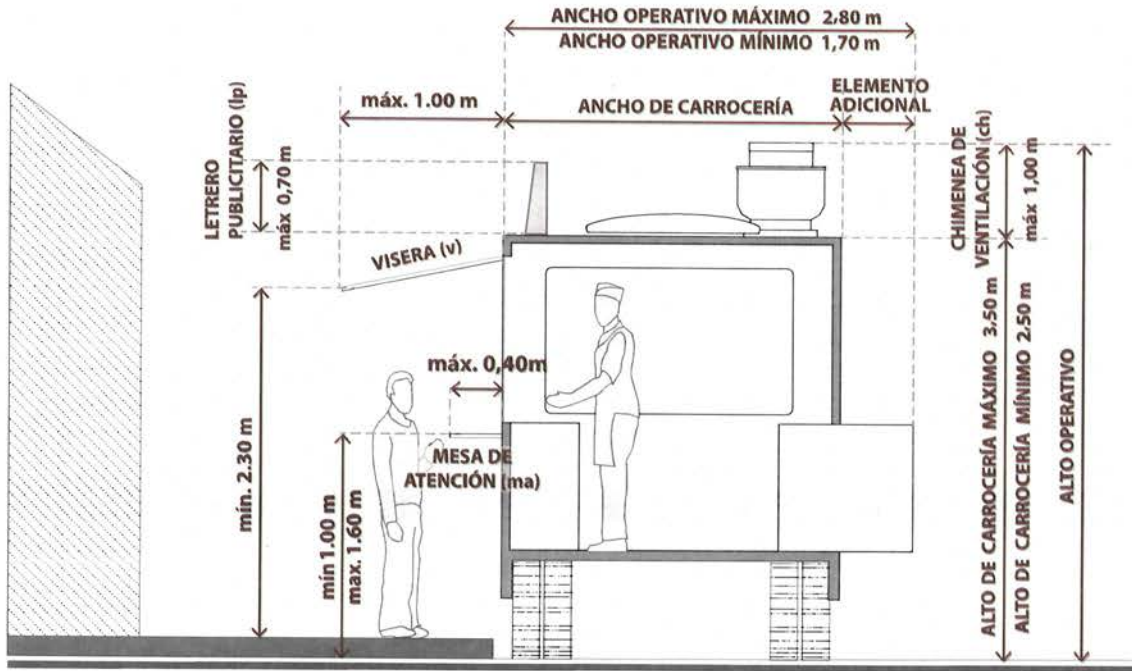 ANCHO OPERATIVO MÁXIMO 2,80 m
ANCHO OPERATIVO MÍNIMO 1,70 m
máx. 1.00 m
ANCHO DE CARROCERÍA
ELEMENTO
ADICIONAL
LETRERO
PUBLICITARIO (lp)
máx 0,70 m
CHIMENEA DE
VENTILACIÓN (ch)
máx 1,00 m
VISERA (v)
máx. 0,40m
MESA DE
ATENCIÓN (ma)
mín. 2.30 m
mín 1.00 m
max. 1.60 m
ALTO DE CARROCERÍA MÁXIMO 3,50 m
ALTO DE CARROCERÍA MÍNIMO 2,50 m
ALTO OPERATIVO